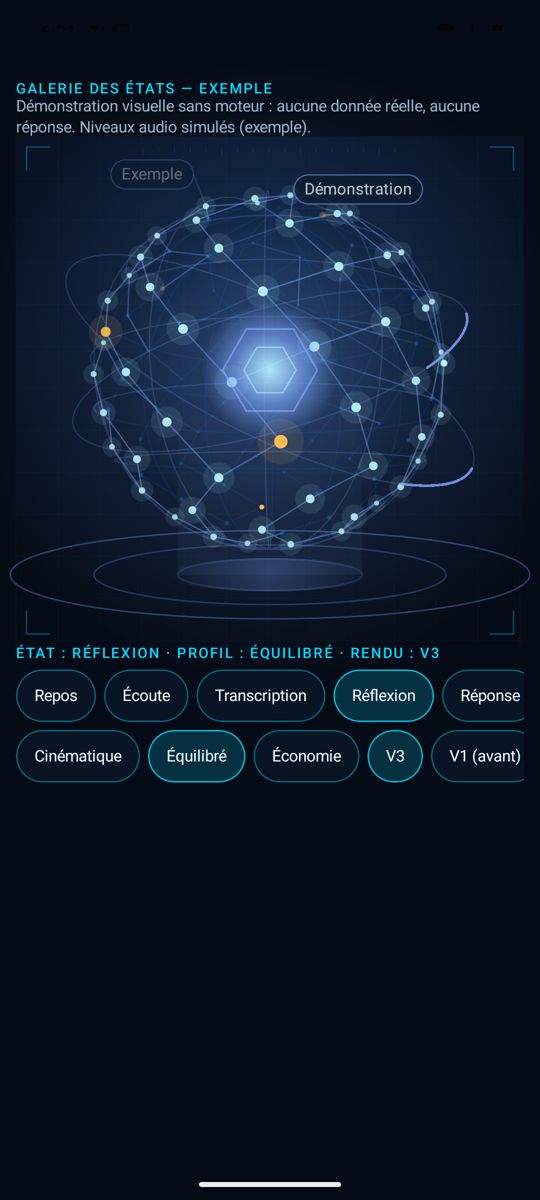 GALERIE DES ÉTATS — EXEMPLE
Démonstration visuelle sans moteur : aucune donnée réelle, aucune
réponse. Niveaux audio simulés (exemple).
Exemple
Démonstration
ÉTAT : RÉFLEXION · PROFIL : ÉQUILIBRÉ · RENDU : V3
Repos
Écoute
Transcription
Réflexion
Réponse
Cinématique
Équilibré
Économie
V3
V1 (avant)